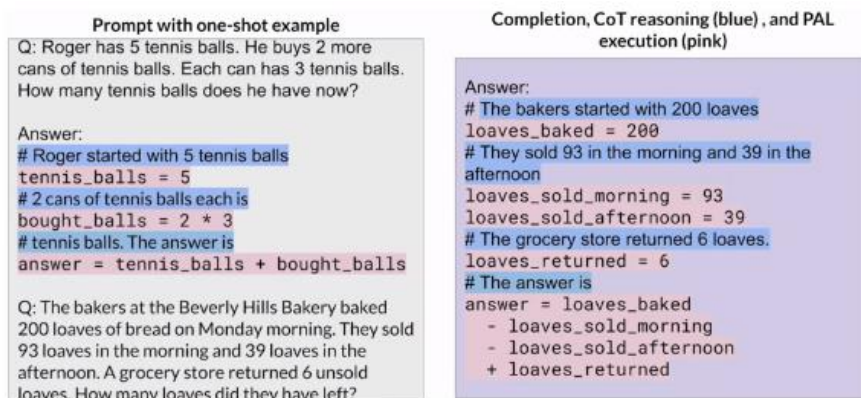 Prompt with one-shot example
Q: Roger has 5 tennis balls. He buys 2 more
cans of tennis balls. Each can has 3 tennis balls.
How many tennis balls does he have now?
Answer:
# Roger started with 5 tennis balls
tennis_balls = 5
# 2 cans of tennis balls each is
bought_balls = 2 * 3
# tennis balls. The answer is
answer = tennis_balls + bought_balls
Q: The bakers at the Beverly Hills Bakery baked
200 loaves of bread on Monday morning. They sold
93 loaves in the morning and 39 loaves in the
afternoon. A grocery store returned 6 unsold
loaves. How many loaves did they have left?
Completion, CoT reasoning (blue) , and PAL
execution (pink)
Answer:
# The bakers started with 200 loaves
loaves_baked = 200
# They sold 93 in the morning and 39 in the
afternoon
loaves_sold_morning = 93
loaves_sold_afternoon = 39
# The grocery store returned 6 loaves.
loaves_returned = 6
# The answer is
answer = loaves_baked
- loaves_sold_morning
- loaves_sold_afternoon
+ loaves_returned